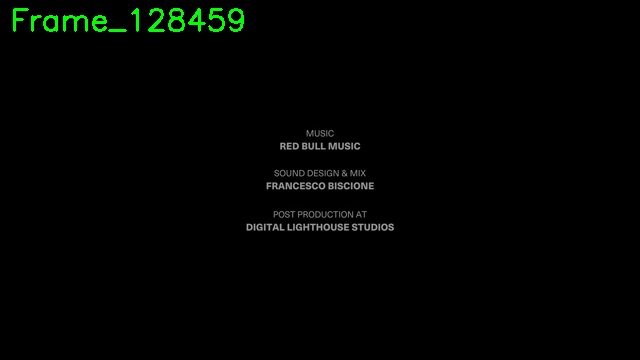 Frame_128459
MUSIC
RED BULL MUSIC
SOUND DESIGN & MIX
FRANCESCO BISCIONE
POST PRODUCTION AT
DIGITAL LIGHTHOUSE STUDIOS